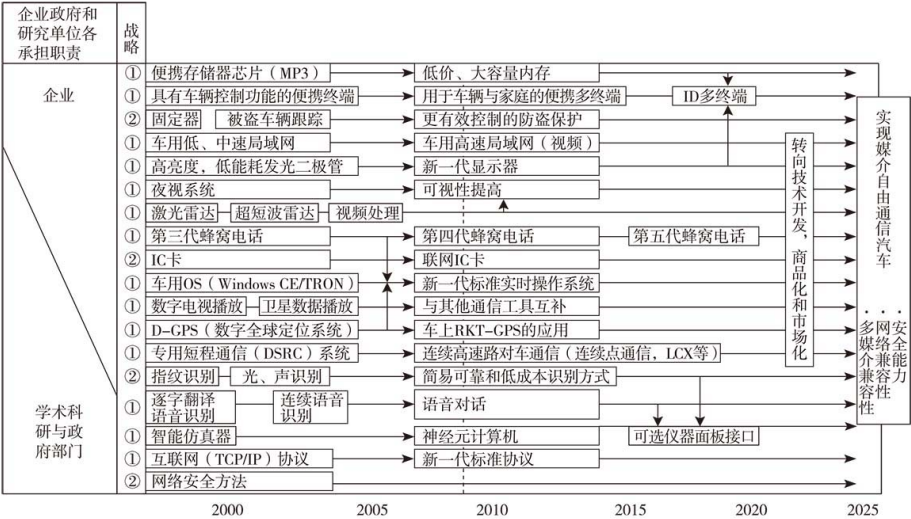 企业政府和
研究单位各
承担职责
战略
企业
学术科
研与政
府部门
① 便携存储器芯片（MP3） 低价、大容量内存
① 具有车辆控制功能的便携终端 用于车辆与家庭的便携多终端 ID多终端
② 固定器 被盗车辆跟踪 更有效控制的防盗保护
① 车用低、中速局域网 车用高速局域网（视频）
① 高亮度，低能耗发光二极管 新一代显示器
① 夜视系统 可视性提高
① 激光雷达 超短波雷达 视频处理
① 第三代蜂窝电话 第四代蜂窝电话 第五代蜂窝电话
② IC卡 联网IC卡
① 车用OS（Windows CE/TRON） 新一代标准实时操作系统
① 数字电视播放 卫星数据播放 与其他通信工具互补
① D-GPS（数字全球定位系统） 车上RKT-GPS的应用
① 专用短程通信（DSRC）系统 连续高速路对车通信（连续点通信，LCX等）
② 指纹识别 光、声识别 简易可靠和低成本识别方式
① 逐字翻译 连续语音 语音对话
语音识别 识别
① 智能仿真器 神经元计算机 可选仪器面板接口
① 互联网（TCP/IP）协议 新一代标准协议
② 网络安全方法
转向技术开发，商品化和市场化
实现媒介自由通信汽车
·安全能力
·网络兼容性
·多媒介兼容性
2000 2005 2010 2015 2020 2025